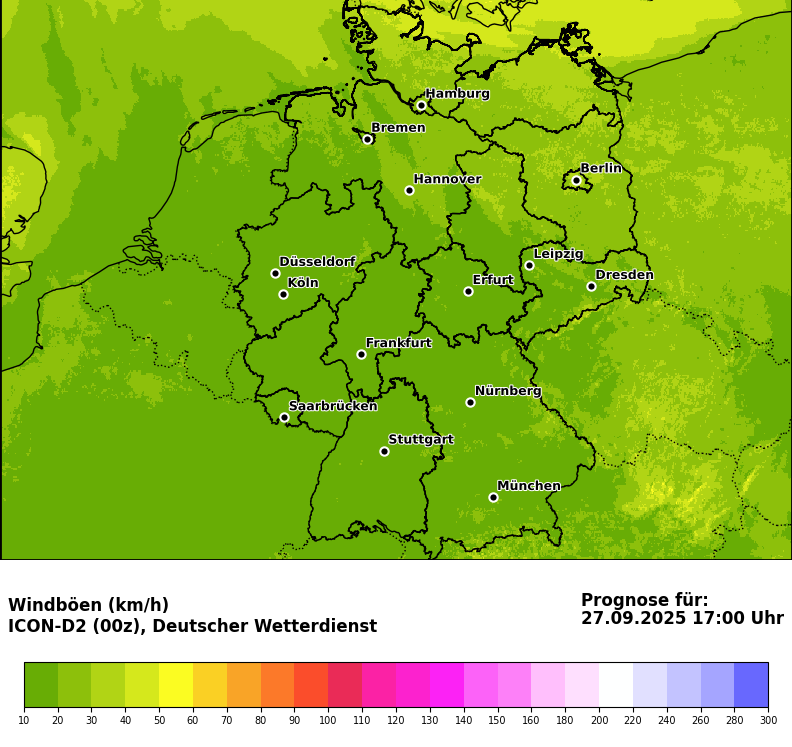 Hamburg
Bremen
Berlin
Hannover
Leipzig
Düsseldorf
Dresden
Köln
Erfurt
Frankfurt
Nürnberg
Saarbrücken
Stuttgart
München
Windböen (km/h)
ICON-D2 (00z), Deutscher Wetterdienst
Prognose für:
27.09.2025 17:00 Uhr
10 20 30 40 50 60 70 80 90 100 110 120 130 140 150 160 180 200 220 240 260 280 300